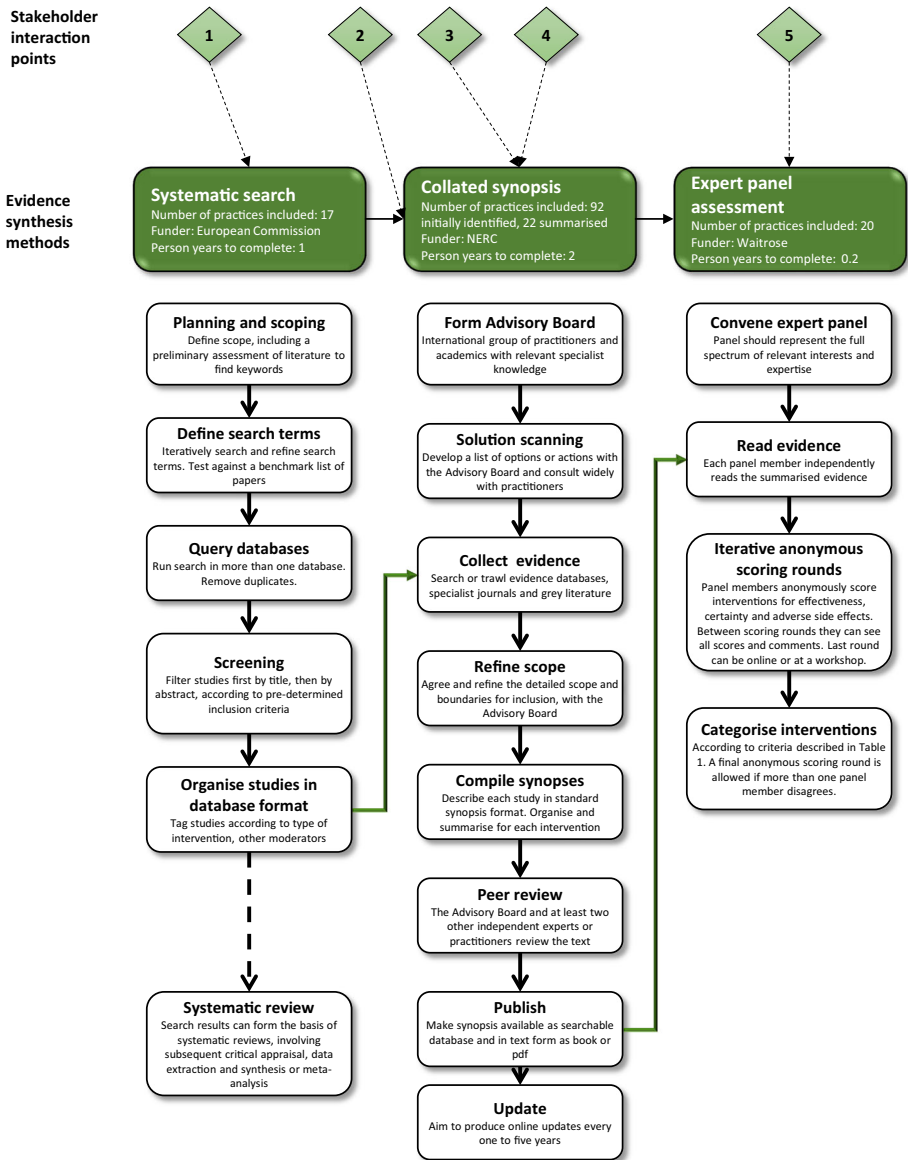 Stakeholder
interaction
points
1
2
3
4
5
Evidence
synthesis
methods
Systematic search
Number of practices included: 17
Funder: European Commission
Person years to complete: 1
Collated synopsis
Number of practices included: 92
initially identified, 22 summarised
Funder: NERC
Person years to complete: 2
Expert panel
assessment
Number of practices included: 20
Funder: Waitrose
Person years to complete: 0.2
Planning and scoping
Define scope, including a
preliminary assessment of literature to
find keywords
Define search terms
Iteratively search and refine search
terms. Test against a benchmark list of
papers
Query databases
Run search in more than one database.
Remove duplicates.
Screening
Filter studies first by title, then by
abstract, according to pre-determined
inclusion criteria
Organise studies in
database format
Tag studies according to type of
intervention, other moderators
Systematic review
Search results can form the basis of
systematic reviews, involving
subsequent critical appraisal, data
extraction and synthesis or meta-
analysis
Form Advisory Board
International group of practitioners and
academics with relevant specialist
knowledge
Solution scanning
Develop a list of options or actions with
the Advisory Board and consult widely
with practitioners
Collect evidence
Search or trawl evidence databases,
specialist journals and grey literature
Refine scope
Agree and refine the detailed scope and
boundaries for inclusion, with the
Advisory Board
Compile synopses
Describe each study in standard
synopsis format. Organise and
summarise for each intervention
Peer review
The Advisory Board and at least two
other independent experts or
practitioners review the text
Publish
Make synopsis available as searchable
database and in text form as book or
pdf
Update
Aim to produce online updates every
one to five years
Convene expert panel
Panel should represent the full
spectrum of relevant interests and
expertise
Read evidence
Each panel member independently
reads the summarised evidence
Iterative anonymous
scoring rounds
Panel members anonymously score
interventions for effectiveness,
certainty and adverse side effects.
Between scoring rounds they can see
all scores and comments. Last round
can be online or at a workshop.
Categorise interventions
According to criteria described in Table
1. A final anonymous scoring round is
allowed if more than one panel
member disagrees.